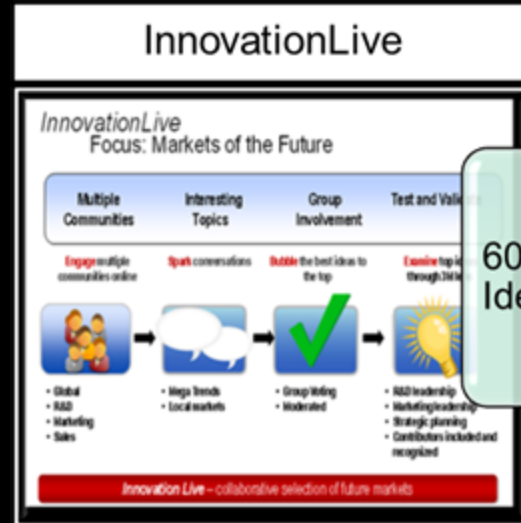 InnovationLive
InnovationLive
Focus: Markets of the Future
Multiple
Communities
Interesting
Topics
Group
Involvement
Test and Vali
Engage multiple
communities online
Spark conversations
Bubble the best ideas to
the top
Examine top i
through 3M
60
Ide
• Global
• R&D
• Marketing
• Sales
• Mega Trends
• Local markets
• Group Voting
• Moderated
• R&D leadership
• Marketing leadership
• Strategic planning
• Contributors included and
recognized
Innovation Live – collaborative selection of future markets